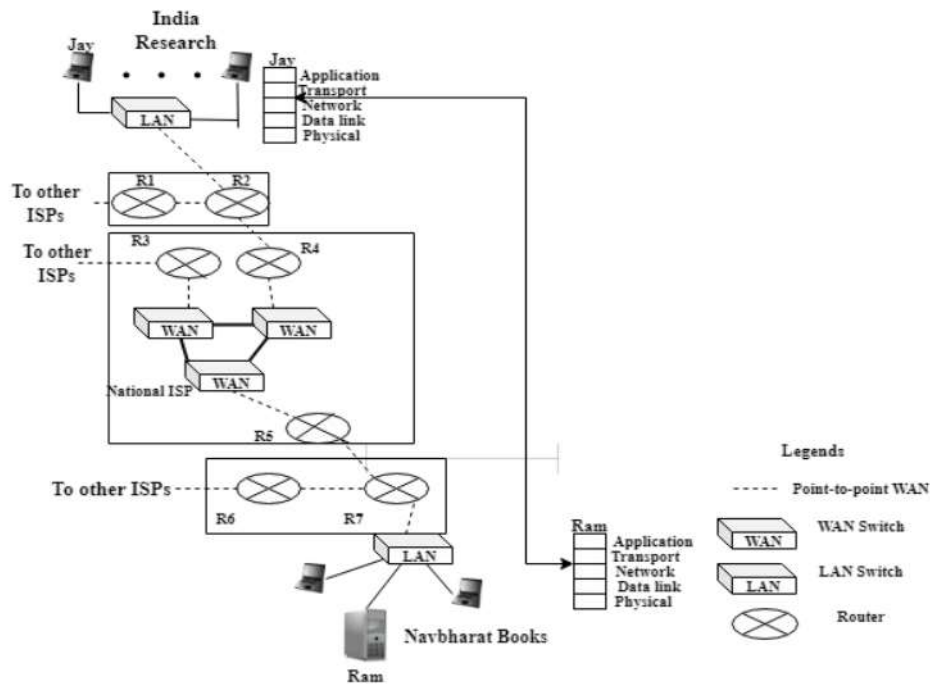 India
Research
Jay
Jay
Application
Transport
Network
Data link
Physical
LAN
R1
R2
To other
ISPs
R3
R4
To other
ISPs
WAN
WAN
WAN
National ISP
R5
Legends
To other ISPs
R6
R7
Point-to-point WAN
Ram
Application
Transport
Network
Data link
Physical
WAN
WAN Switch
LAN
LAN
LAN Switch
Router
Navbharat Books
Ram